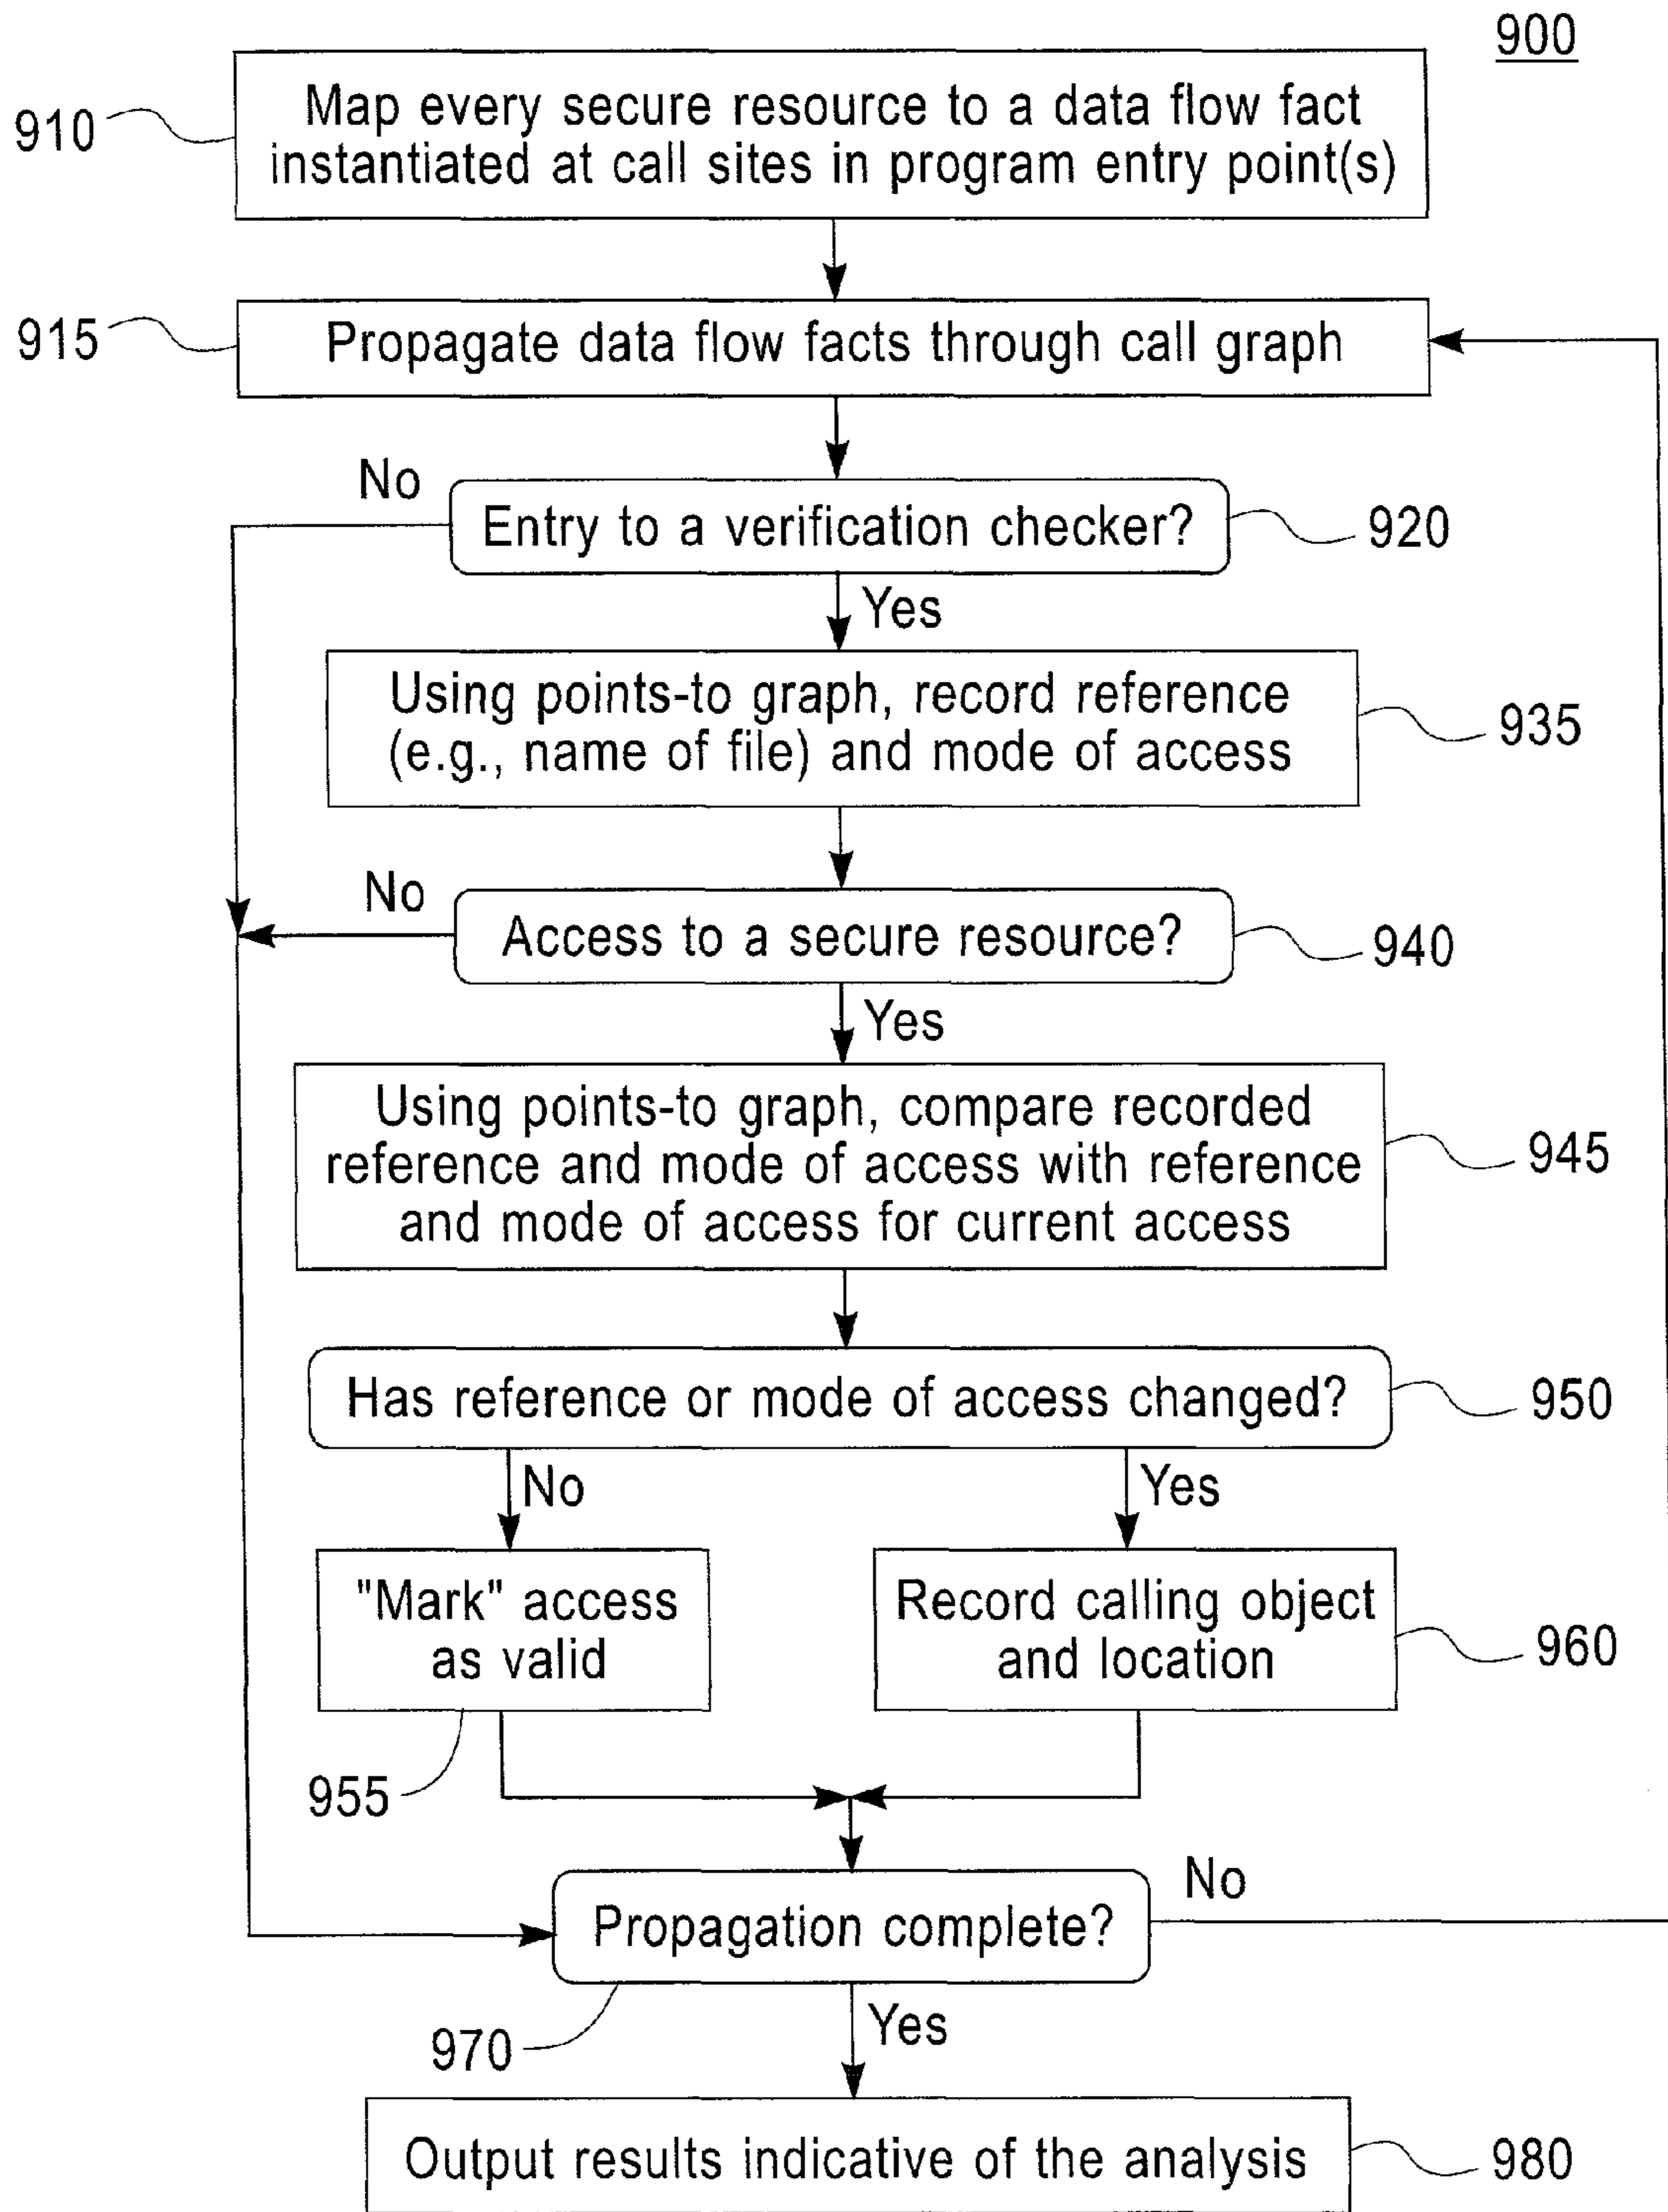 900
910
Map every secure resource to a data flow fact
instantiated at call sites in program entry point(s)
915
Propagate data flow facts through call graph
No
Entry to a verification checker?
920
Yes
Using points-to graph, record reference
(e.g., name of file) and mode of access
935
No
Access to a secure resource?
940
Yes
Using points-to graph, compare recorded
reference and mode of access with reference
and mode of access for current access
945
Has reference or mode of access changed?
950
No
Yes
"Mark" access
as valid
Record calling object
and location
960
955
No
Propagation complete?
970
Yes
Output results indicative of the analysis
980